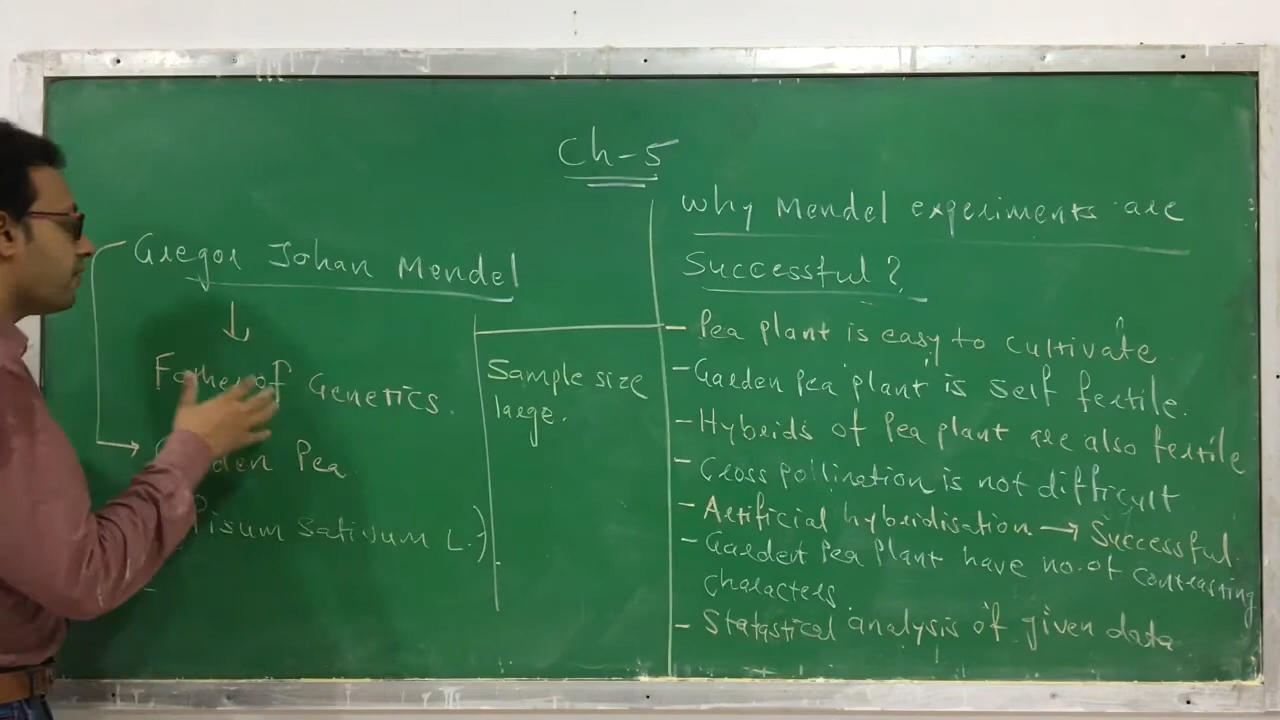 Ch-5
Gregor Johan Mendel
Father of Genetics.
Garden Pea
Pisum Sativum L.)
Sample size
large.
Why Mendel experiments are
Successful?
- Pea plant is easy to cultivate
- Garden Pea plant is self fertile.
- Hybrids of Pea plant are also fertile
- Cross pollination is not difficult
- Artificial hybridisation → Successful
- Garden Pea Plant have no. of contrasting
characters
- Statastical analysis of given data